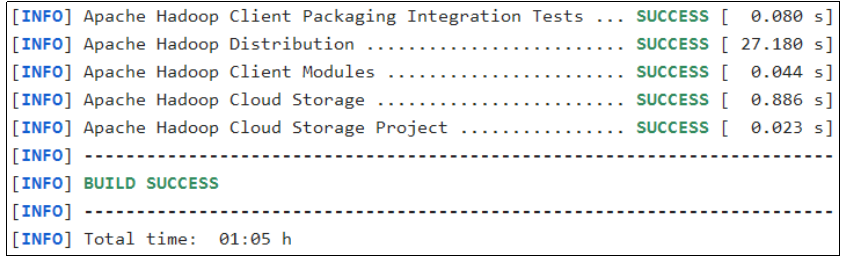 [INFO] Apache Hadoop Client Packaging Integration Tests ... SUCCESS [  0.080 s]
[INFO] Apache Hadoop Distribution ......................... SUCCESS [ 27.180 s]
[INFO] Apache Hadoop Client Modules ....................... SUCCESS [  0.044 s]
[INFO] Apache Hadoop Cloud Storage ........................ SUCCESS [  0.886 s]
[INFO] Apache Hadoop Cloud Storage Project ................ SUCCESS [  0.023 s]
[INFO] ------------------------------------------------------------------------
[INFO] BUILD SUCCESS
[INFO] ------------------------------------------------------------------------
[INFO] Total time:  01:05 h